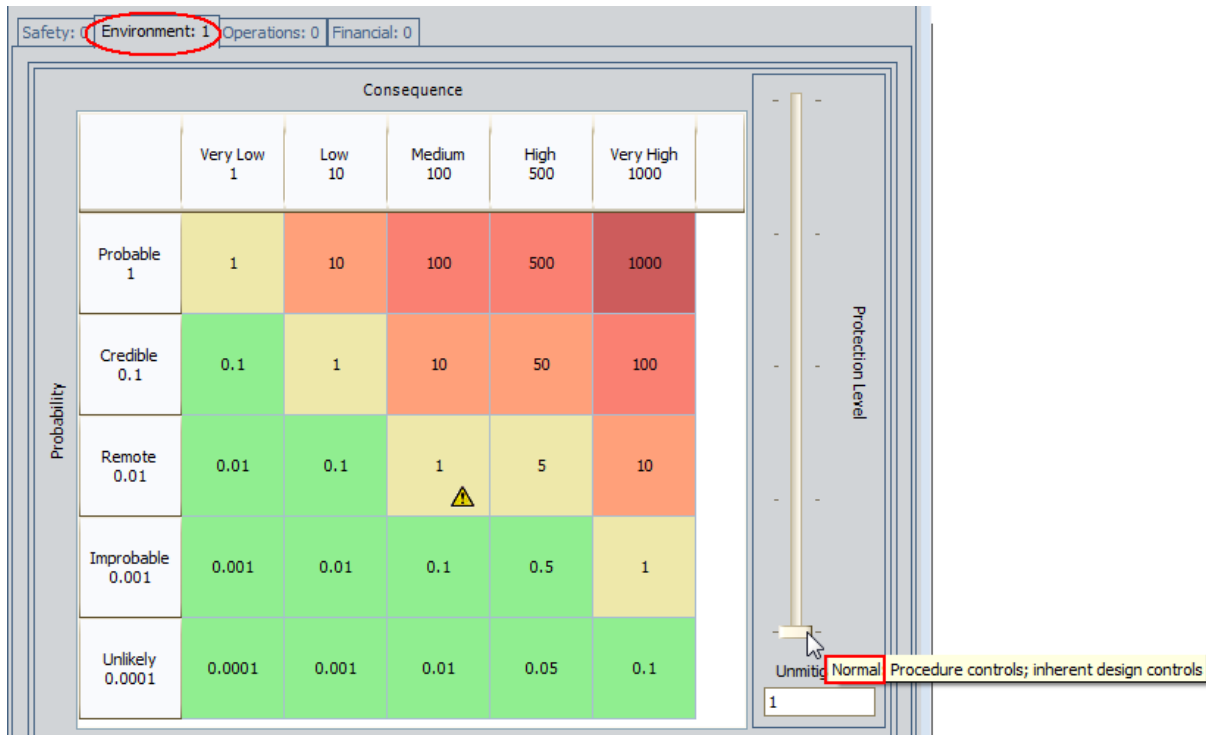 Safety: 0 Environment: 1 Operations: 0 Financial: 0
Consequence
Very Low Low Medium High Very High
1 10 100 500 1000
Probable
1
1 10 100 500 1000
Credible
0.1
0.1 1 10 50 100
Probability
Remote
0.01
0.01 0.1 1 5 10
Improbable
0.001
0.001 0.01 0.1 0.5 1
Unlikely
0.0001
0.0001 0.001 0.01 0.05 0.1
Protection Level
Unmitig
Normal Procedure controls; inherent design controls
1